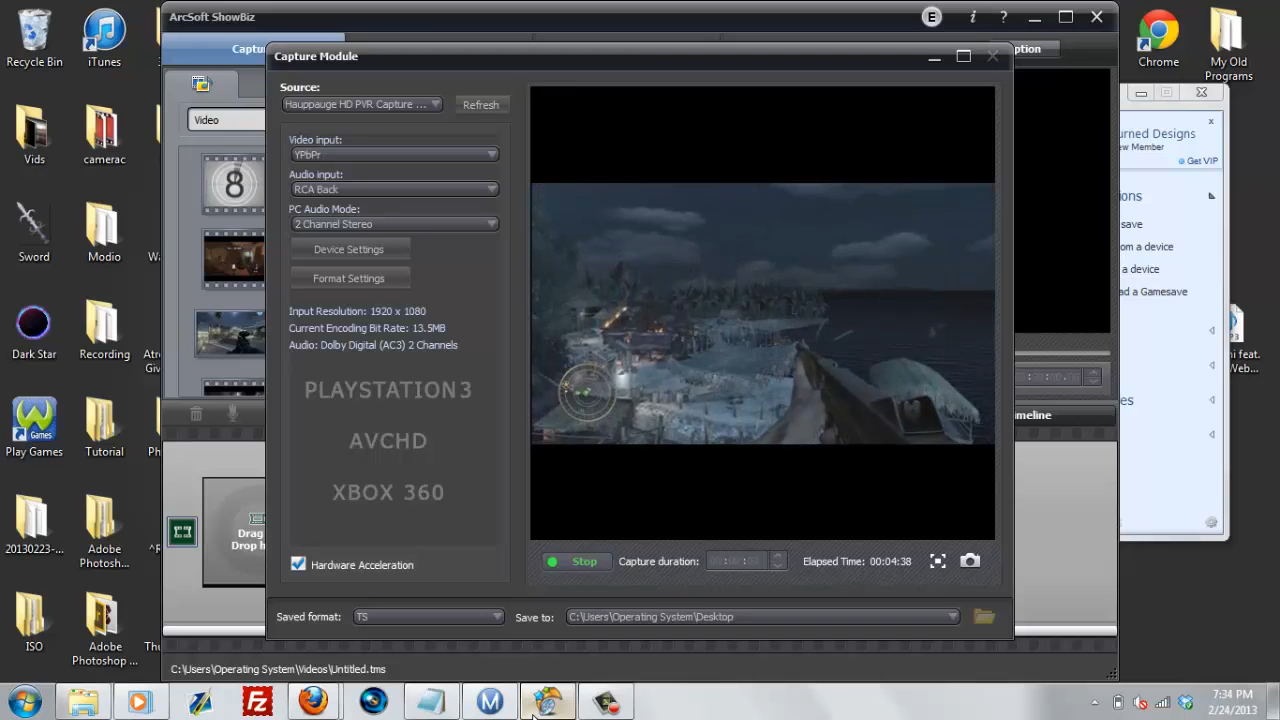 Recycle Bin
iTunes
Vids
camerac
Sword
Modio
Dark Star
Recording
Play Games
Tutorial
20130223-...
Adobe Photosh...
ISO
Adobe Photoshop ...
ArcSoft ShowBiz
E i ?
Captu
ption
Video
8
Capture Module
Source:
Hauppauge HD PVR Capture ...
Refresh
Video input:
YPbPr
Audio input:
RCA Back
PC Audio Mode:
2 Channel Stereo
Device Settings
Format Settings
Input Resolution: 1920 x 1080
Current Encoding Bit Rate: 13.5MB
Audio: Dolby Digital (AC3) 2 Channels
PLAYSTATION3
AVCHD
XBOX 360
Hardware Acceleration
Stop
Capture duration:
Elapsed Time: 00:04:38
Saved format:
TS
Save to:
C:\Users\Operating System\Desktop
imeline
Drag
Drop h
C:\Users\Operating System\Videos\Untitled.tms
Chrome
My Old Programs
urned Designs
ew Member
Get VIP
ions
save
om a device
a device
ad a Gamesave
es
ni feat.
Web...
7:34 PM
2/24/2013